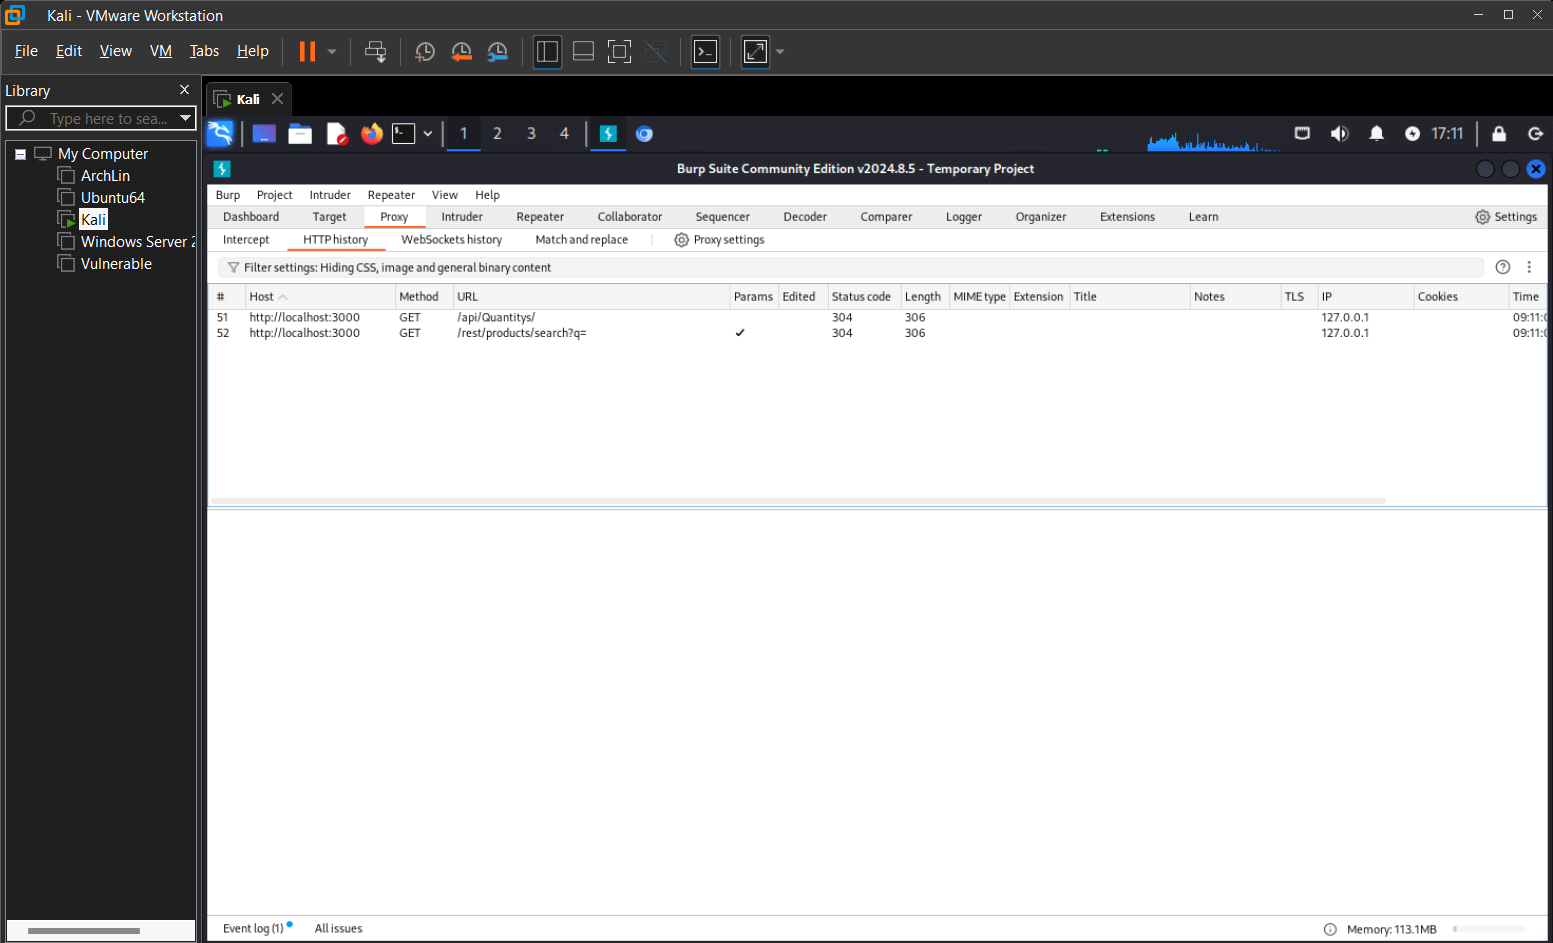 Kali - VMware Workstation
File Edit View VM Tabs Help
Library
Type here to sea...
My Computer
ArchLin
Ubuntu64
Kali
Windows Server 2
Vulnerable
Kali
1 2 3 4 17:11
Burp Suite Community Edition v2024.8.5 - Temporary Project
Burp Project Intruder Repeater View Help
Dashboard Target Proxy Intruder Repeater Collaborator Sequencer Decoder Comparer Logger Organizer Extensions Learn Settings
Intercept HTTP history WebSockets history Match and replace Proxy settings
Filter settings: Hiding CSS, image and general binary content
# Host Method URL Params Edited Status code Length MIME type Extension Title Notes TLS IP Cookies Time
51 http://localhost:3000 GET /api/Quantitys/ 304 306 127.0.0.1 09:11:
52 http://localhost:3000 GET /rest/products/search?q= ✓ 304 306 127.0.0.1 09:11:
Event log (1) All issues Memory: 113.1MB